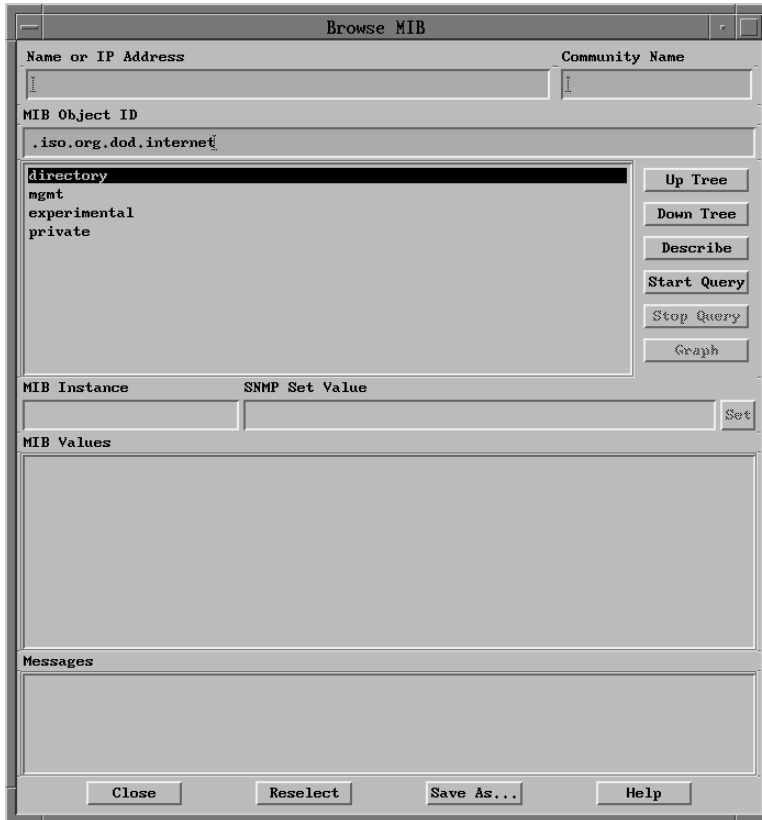 Browse MIB
Name or IP Address Community Name
MIB Object ID
.iso.org.dod.internet
directory
mgmt
experimental
private
Up Tree
Down Tree
Describe
Start Query
Stop Query
Graph
MIB Instance SNMP Set Value
Set
MIB Values
Messages
Close Reselect Save As... Help